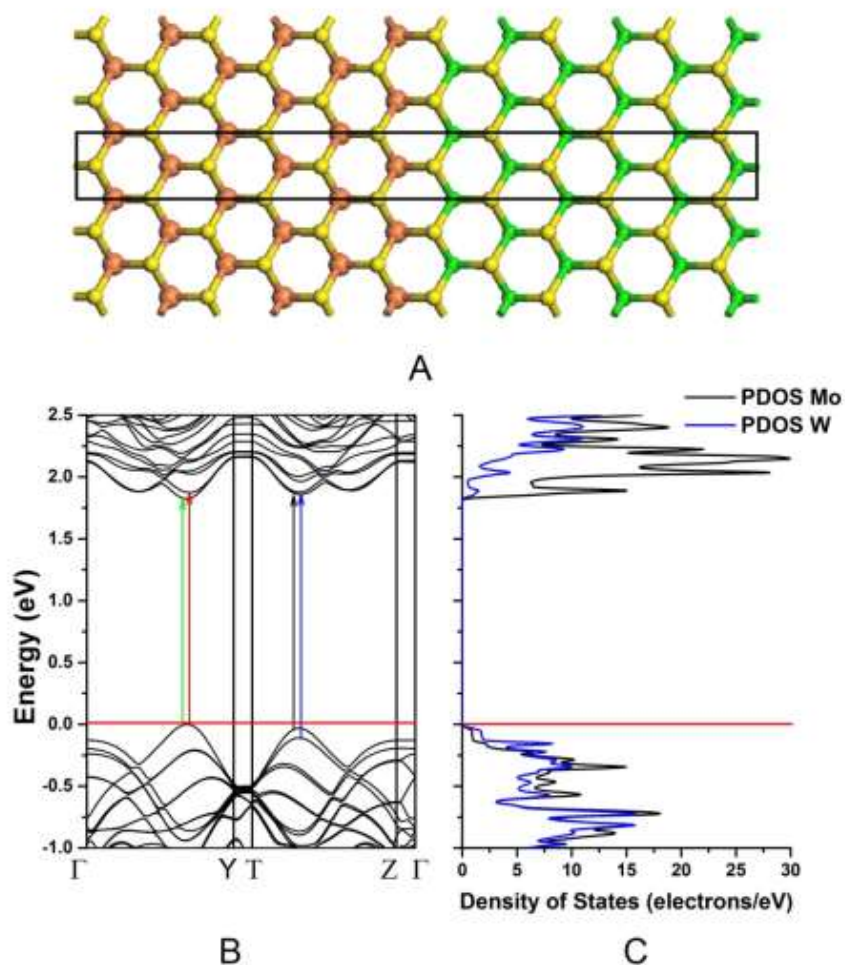 A
2.5
2.0
1.5
1.0
0.5
0.0
-0.5
-1.0
Energy (eV)
Γ Y T Z Γ
B
PDOS Mo
PDOS W
0 5 10 15 20 25 30
Density of States (electrons/eV)
C